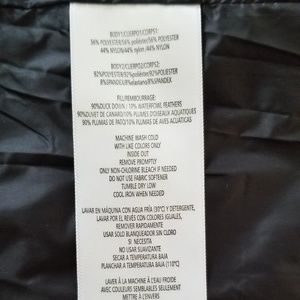 BODY1/CUERPO1/CORPS1:
56% POLYESTER/56% poliéster/56% POLYESTER
44% NYLON/44% nylon/44% NYLON
BODY2/CUERPO2/CORPS2:
92%POLYESTER/92%poliéster/92%POLYESTER
8%SPANDEX/8%elastano/8%SPANDEX
FILL/REMBOURRAGE:
90%DUCK DOWN / 10% WATERFOWL FEATHERS
90%DUVET DE CANARD/10% PLUMES D'OISEAUX AQUATIQUES
90% PLUMAS DE PATO/10% PLUMAS DE AVES ACUATICAS
MACHINE WASH COLD
WITH LIKE COLORS ONLY
INSIDE OUT
REMOVE PROMPTLY
ONLY NON-CHLORINE BLEACH IF NEEDED
DO NOT USE FABRIC SOFTENER
TUMBLE DRY LOW
COOL IRON WHEN NEEDED
LAVAR EN MÁQUINA CON AGUA FRÍA (30°C) Y DETERGENTE,
LAVAR POR EL REVÉS CON COLORES IGUALES,
REMOVER RAPIDAMENTE
USAR SOLO BLANQUEADOR SIN CLORO
SI NECESITA
NO USAR SUAVIZANTE
SECAR A TEMPERATURA BAJA
PLANCHAR A TEMPERATURA BAJA (110°C)
LAVER À LA MACHINE À L'EAU FROIDE
AVEC COULEURS SEMBLABLES SEULEMENT
METTRE À L'ENVERS